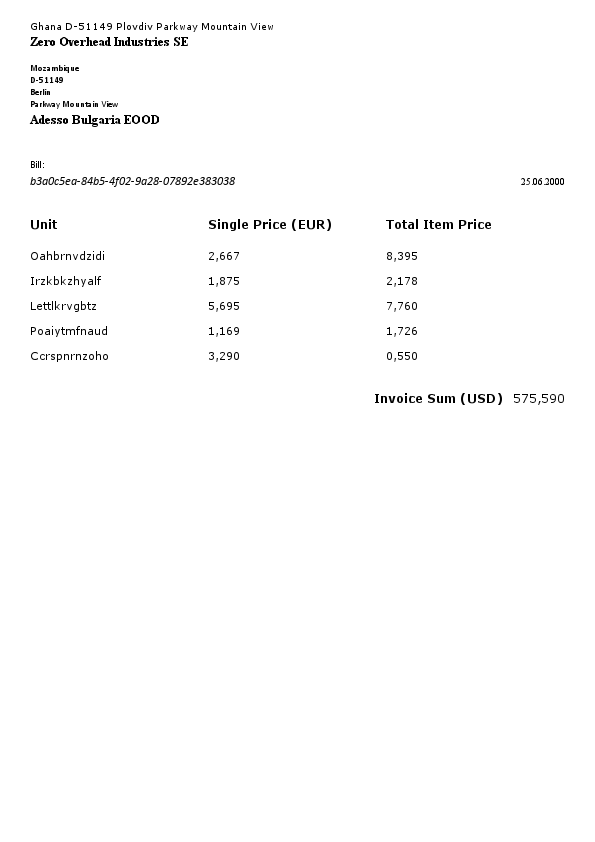 Ghana D-51149 Plovdiv Parkway Mountain View
Zero Overhead Industries SE
Mozambique
D-51149
Berlin
Parkway Mountain View
Adesso Bulgaria EOOD
Bill:
b3a0c5ea-84b5-4f02-9a28-07892e383038 25.06.2000
Unit Single Price (EUR) Total Item Price
Oahbrnvdzidi 2,667 8,395
Irzkbkzhyalf 1,875 2,178
Lettlkrvgbtz 5,695 7,760
Poaiytmfnaud 1,169 1,726
Ccrspnrnzoho 3,290 0,550
Invoice Sum (USD) 575,590